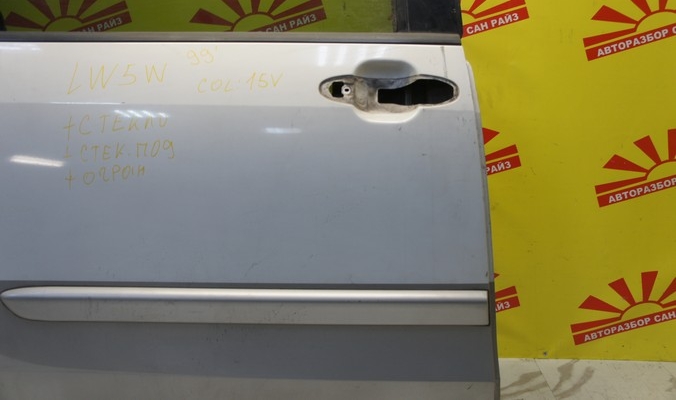 LW5W 99'
COL 15V
+ СТЕКЛО
+ СТЕК. ПОД
+ ОГРАН
АВТОРАЗБОР САН РАЙЗ
АВТОРАЗБОР САН РАЙЗ
АВТОРАЗБОР САН РАЙЗ
АВТОРАЗБОР
АВТОРАЗБОР САН РАЙЗ
САН РАЙЗ